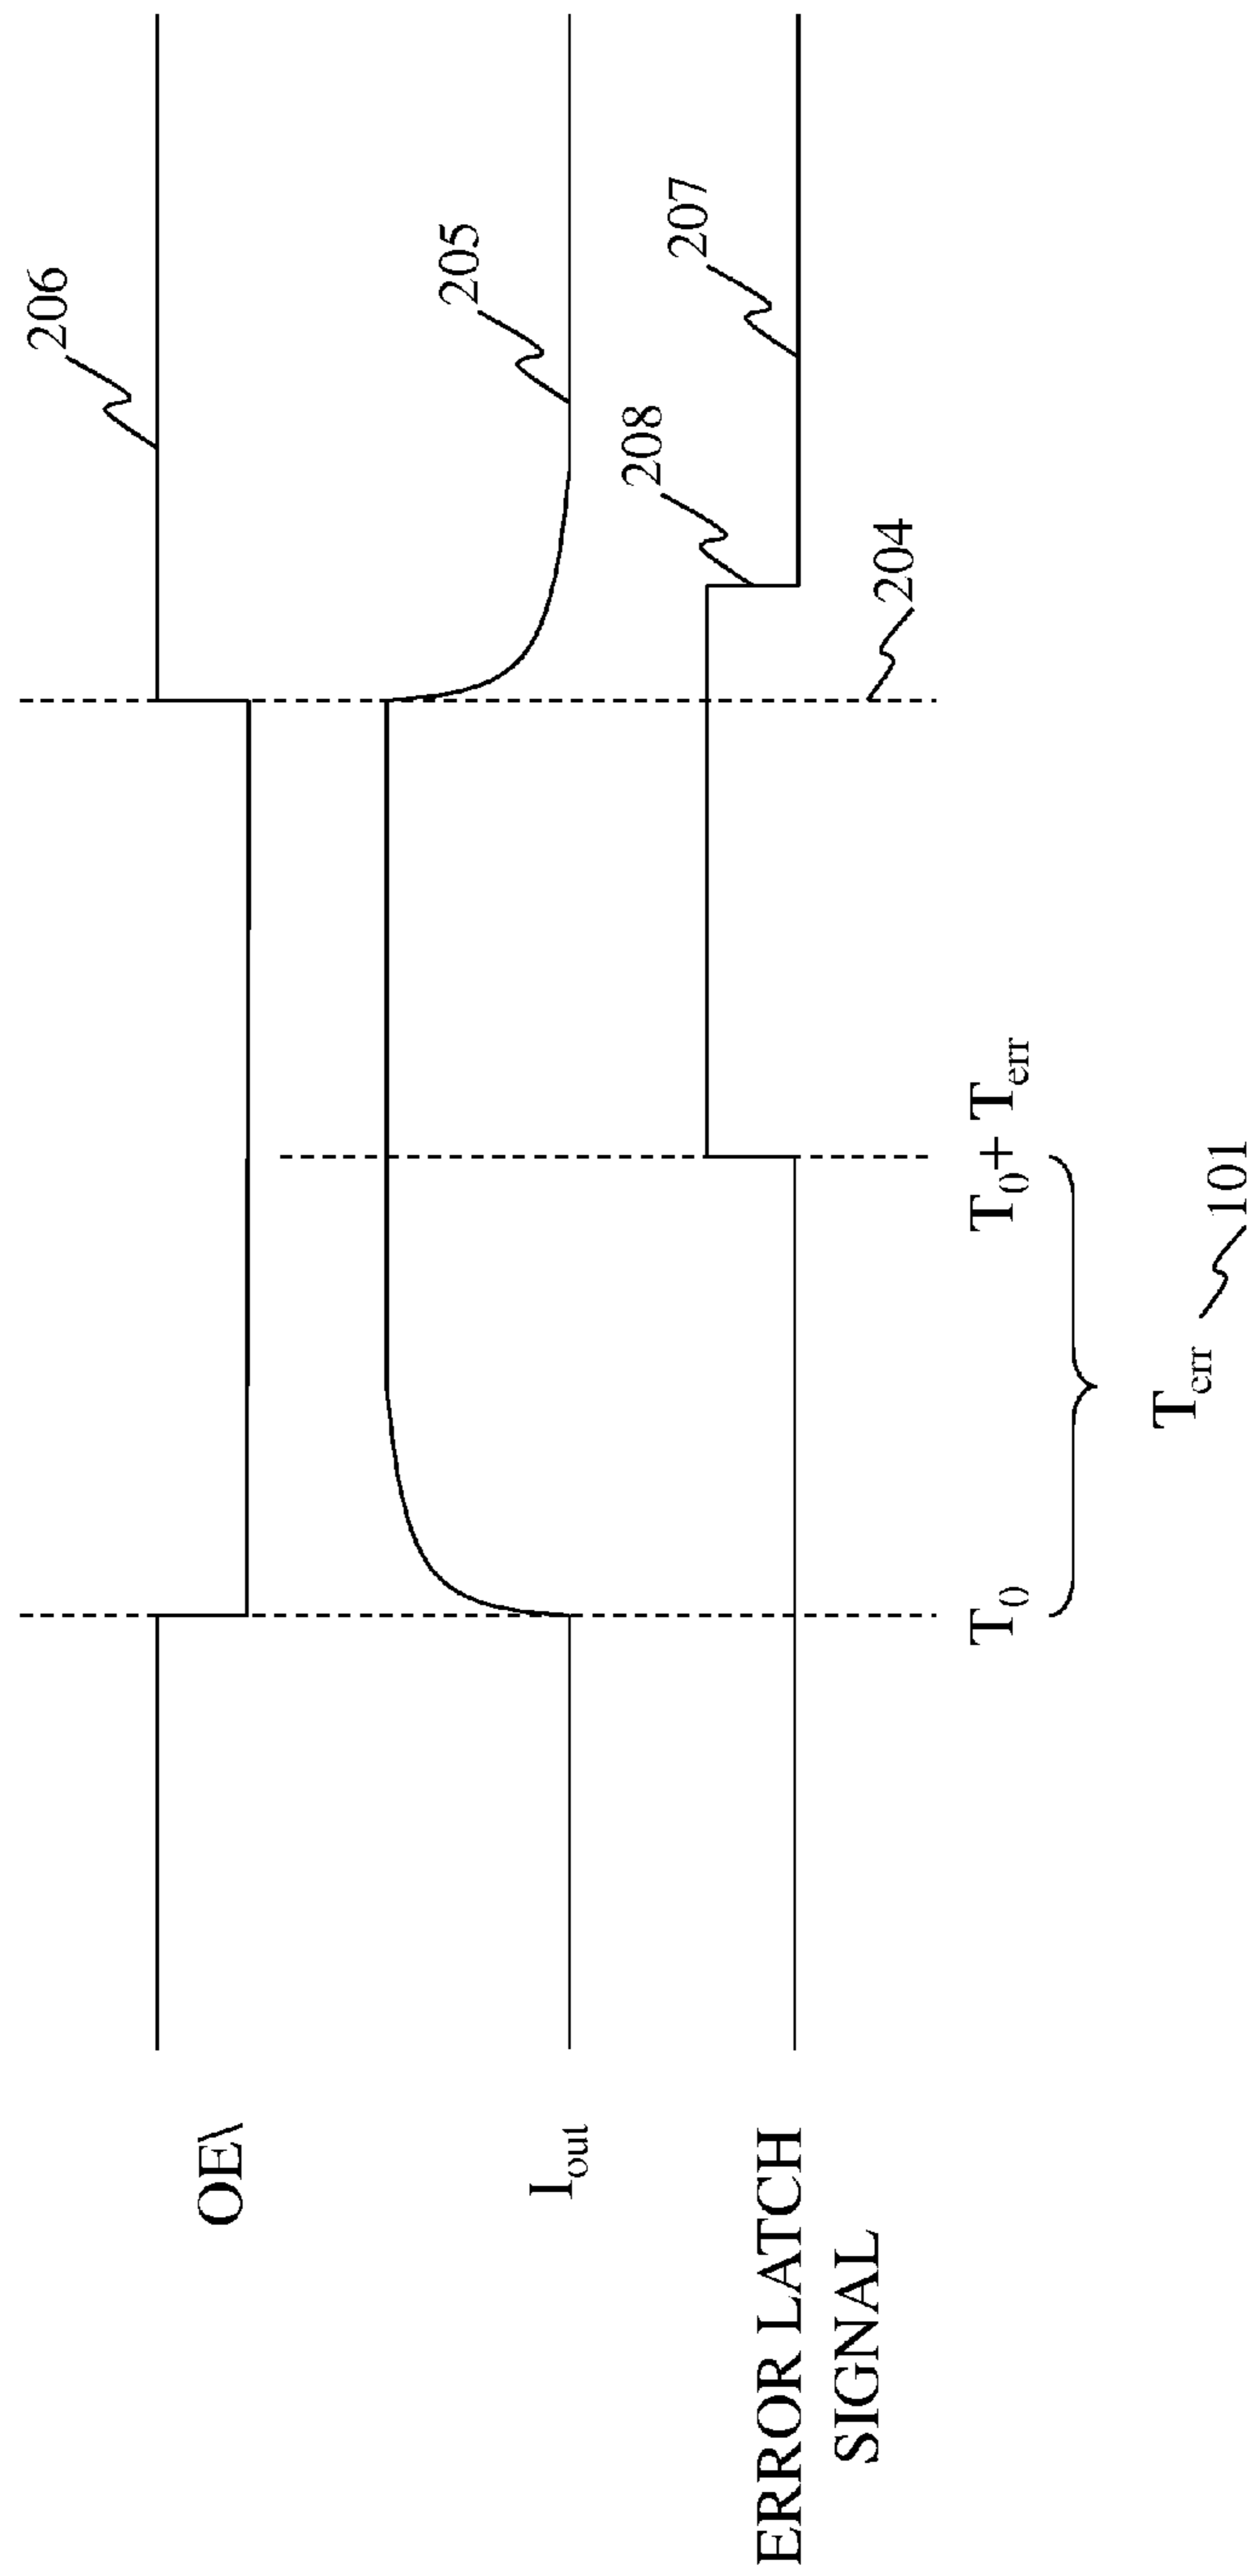 206
OE\
205
I_out
208
207
ERROR LATCH
SIGNAL
204
T_0
T_0 + T_err
T_err
101